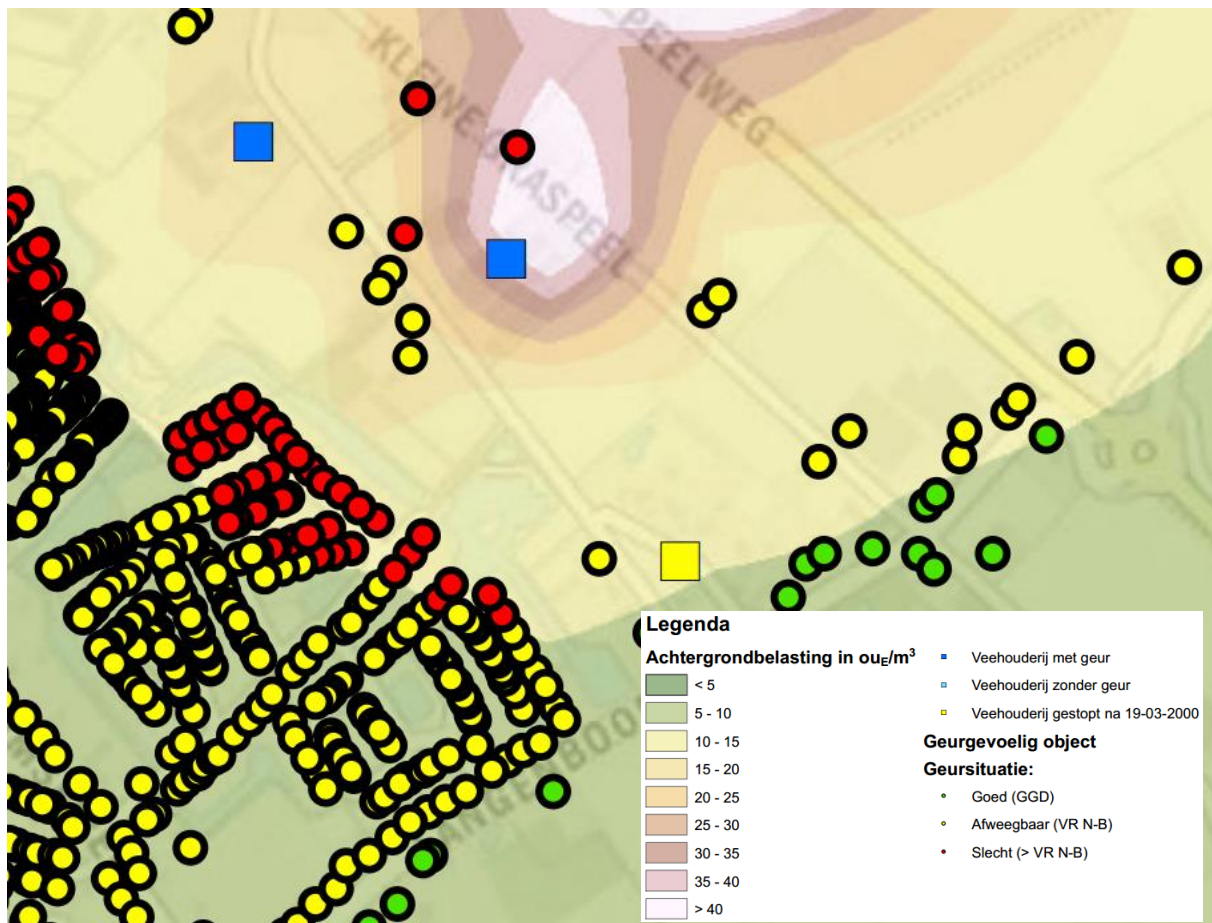 PEELWEG
KLEINE GRASPEEL
Legenda
Achtergrondbelasting in ouE/m³
< 5
5 - 10
10 - 15
15 - 20
20 - 25
25 - 30
30 - 35
35 - 40
> 40
Veehouderij met geur
Veehouderij zonder geur
Veehouderij gestopt na 19-03-2000
Geurgevoelig object
Geursituatie:
Goed (GGD)
Afweegbaar (VR N-B)
Slecht (> VR N-B)